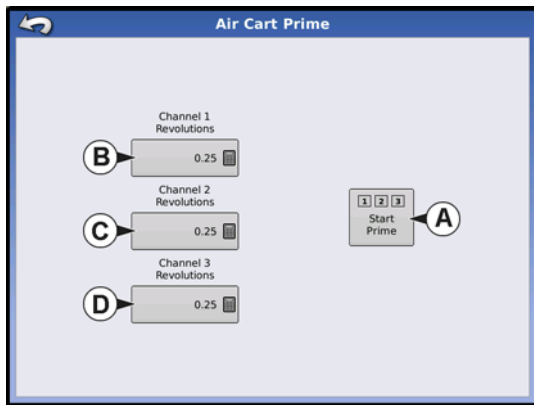 Air Cart Prime
Channel 1
Revolutions
B
0.25
Channel 2
Revolutions
1 2 3
Start
Prime
A
C
0.25
Channel 3
Revolutions
D
0.25